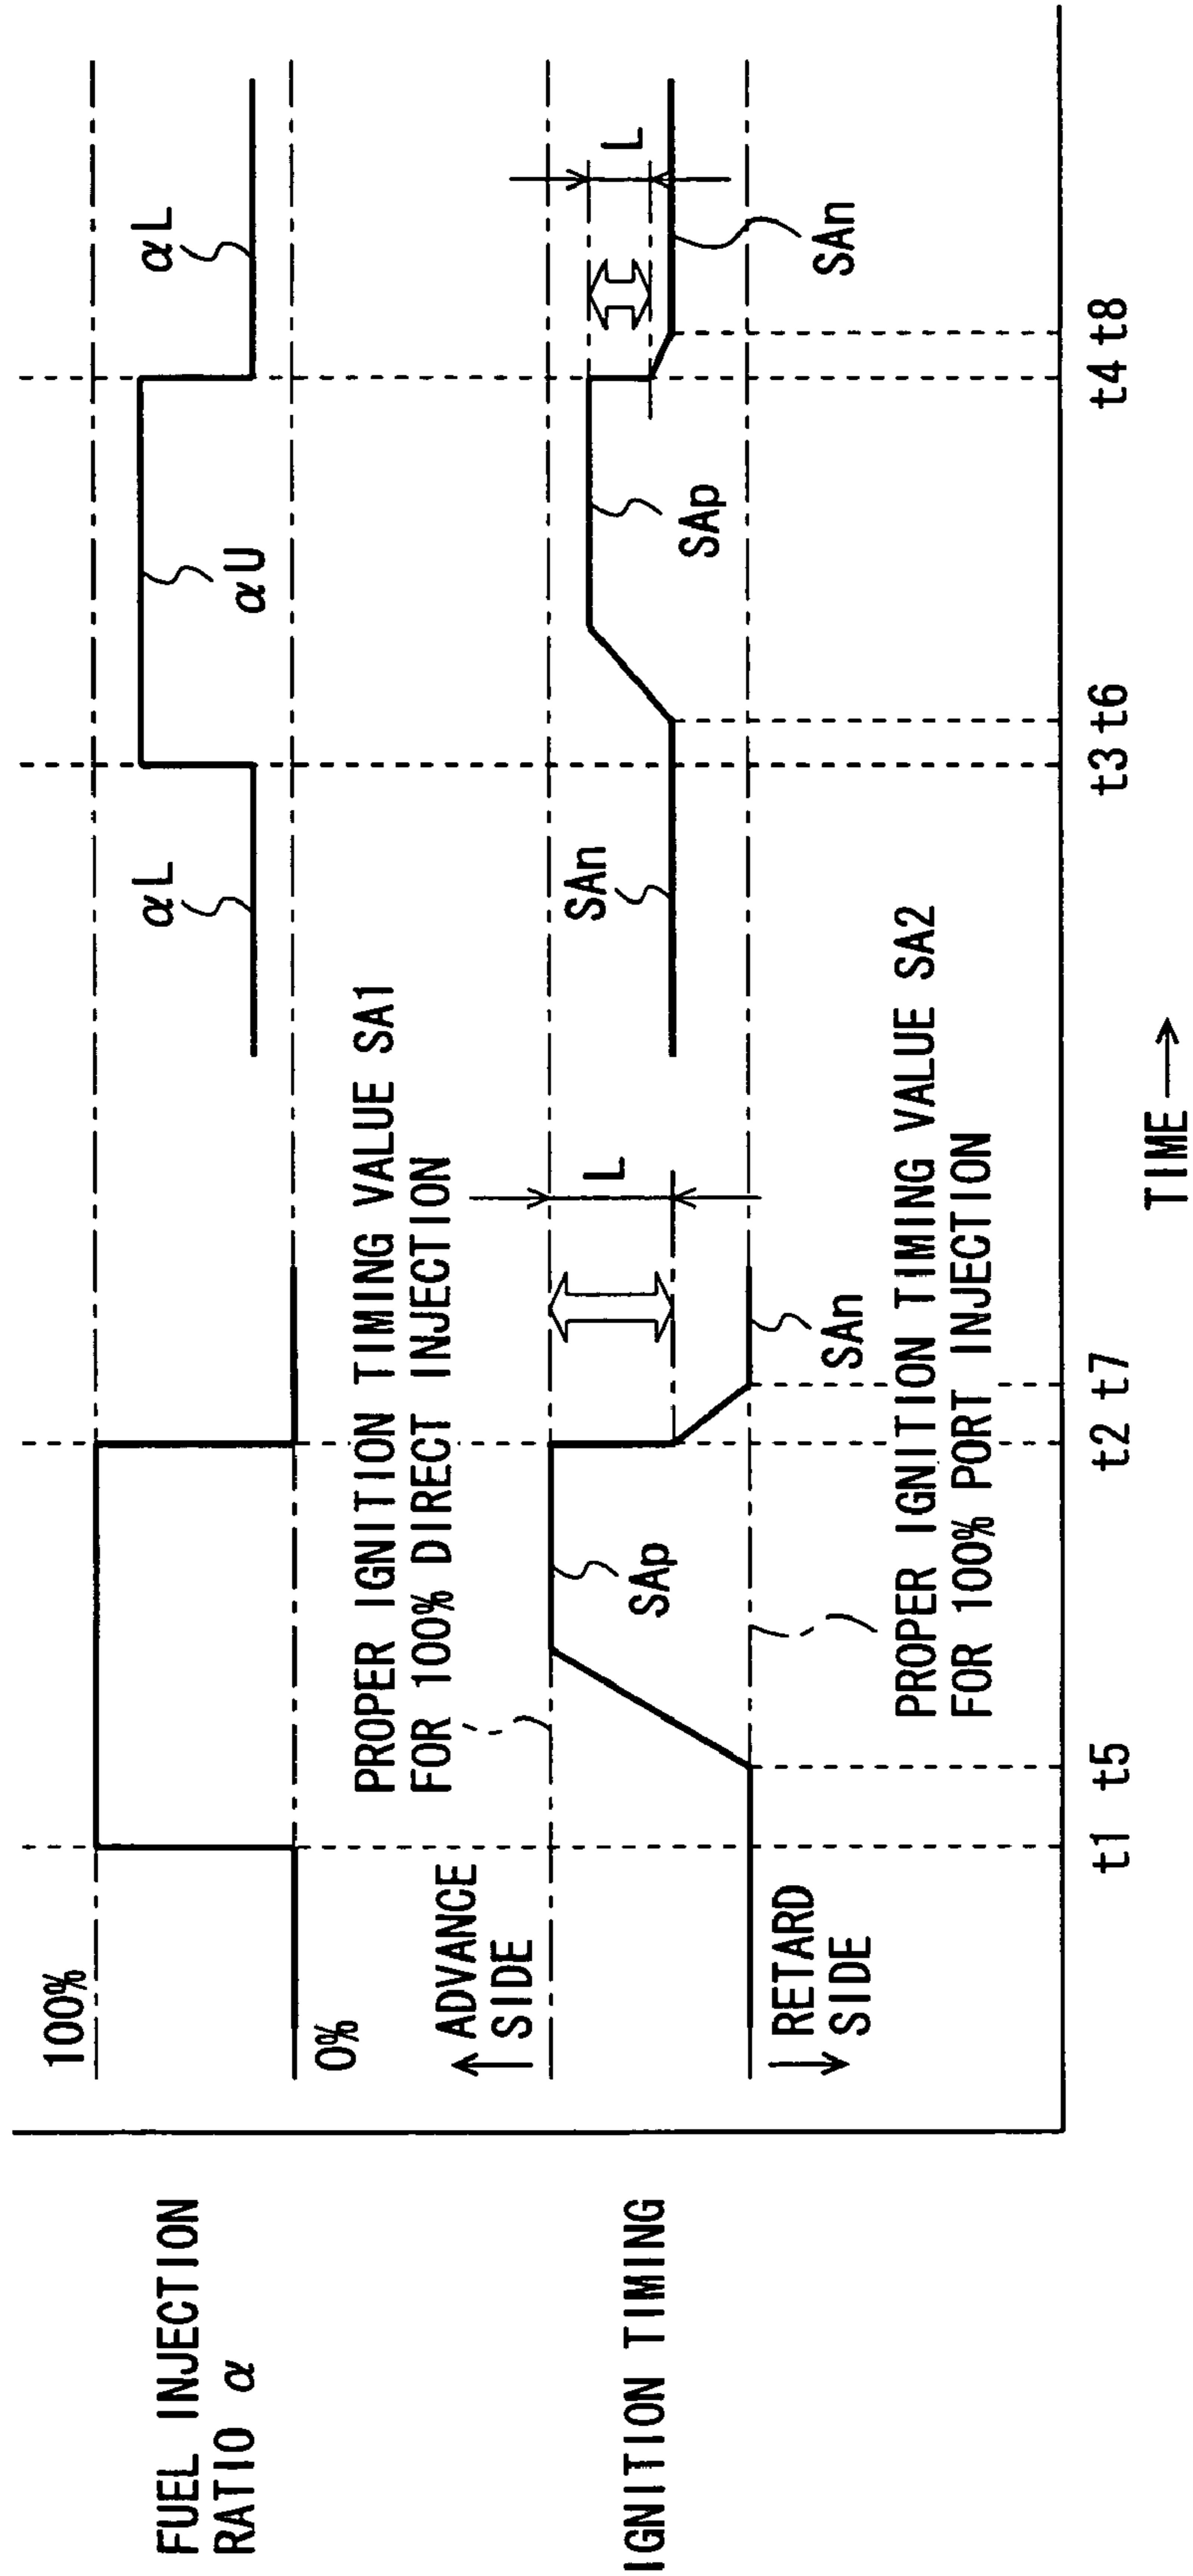 FUEL INJECTION
RATIO α
100%
0%
αL
αU
αL
PROPER IGNITION TIMING VALUE SA1
FOR 100% DIRECT INJECTION
IGNITION TIMING
ADVANCE
SIDE
RETARD
SIDE
SAp
L
SAn
SAn
SAp
L
SAn
PROPER IGNITION TIMING VALUE SA2
FOR 100% PORT INJECTION
t1 t5 t2 t7 t3 t6 t4 t8
TIME